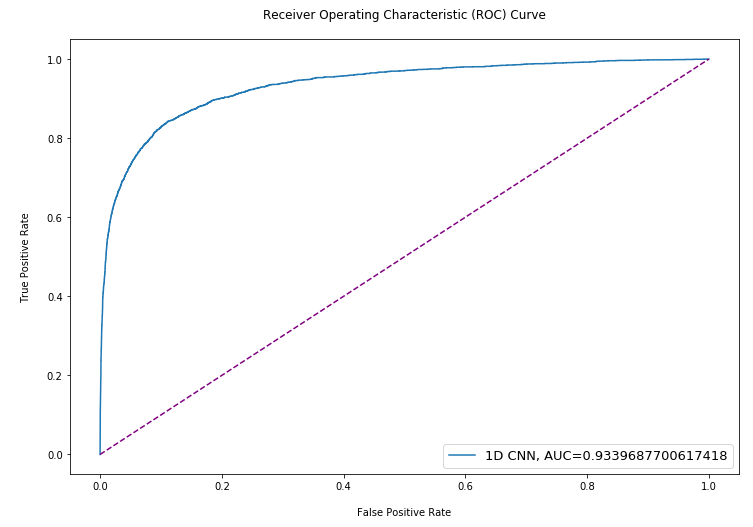 Receiver Operating Characteristic (ROC) Curve
1.0
0.8
0.6
0.4
0.2
0.0
True Positive Rate
1D CNN, AUC=0.9339687700617418
0.0 0.2 0.4 0.6 0.8 1.0
False Positive Rate